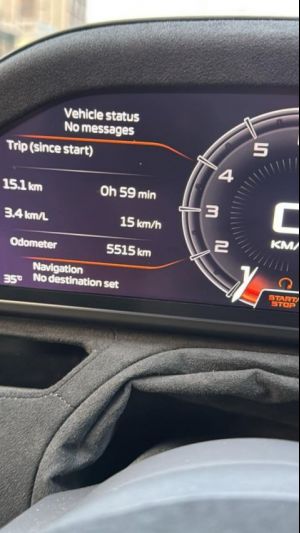 Vehicle status
No messages
Trip (since start)
15.1 km 0h 59 min
3.4 km/L 15 km/h
Odometer 5515 km
Navigation
35° No destination set
5
4
3
2
1
KM/
START
STOP